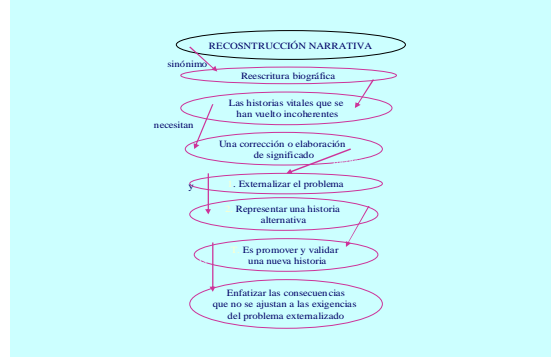 RECOSNTRUCCIÓN NARRATIVA
sinónimo
Reescritura biográfica
Las historias vitales que se
han vuelto incoherentes
necesitan
Una corrección o elaboración
de significado
. Externalizar el problema
y
Representar una historia
alternativa
Es promover y validar
una nueva historia
Enfatizar las consecuencias
que no se ajustan a las exigencias
del problema externalizado